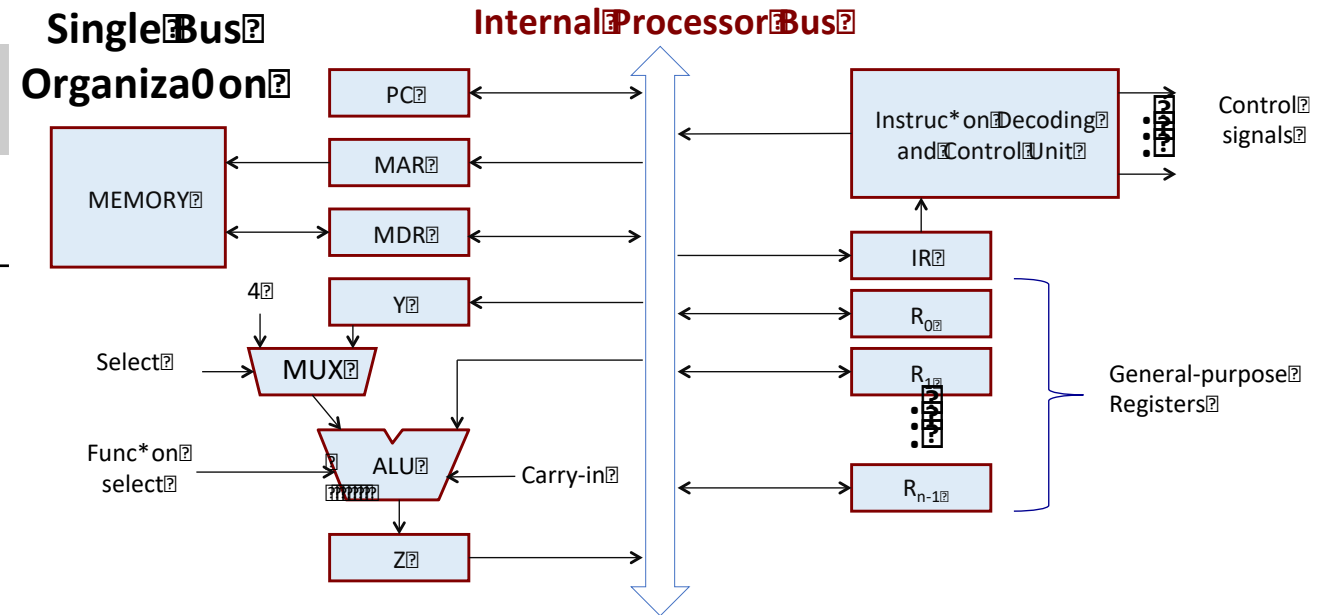 Single⍰Bus⍰
Organiza0on⍰
Internal⍰Processor⍰Bus⍰
PC⍰
MAR⍰
MEMORY⍰
MDR⍰
4⍰
Y⍰
Select⍰
MUX⍰
Func*on⍰
select⍰
ALU⍰
Carry-in⍰
Z⍰
Instruc*on⍰Decoding⍰
and⍰Control⍰Unit⍰
Control⍰
signals⍰
IR⍰
R0⍰
R1⍰
Rn-1⍰
General-purpose⍰
Registers⍰